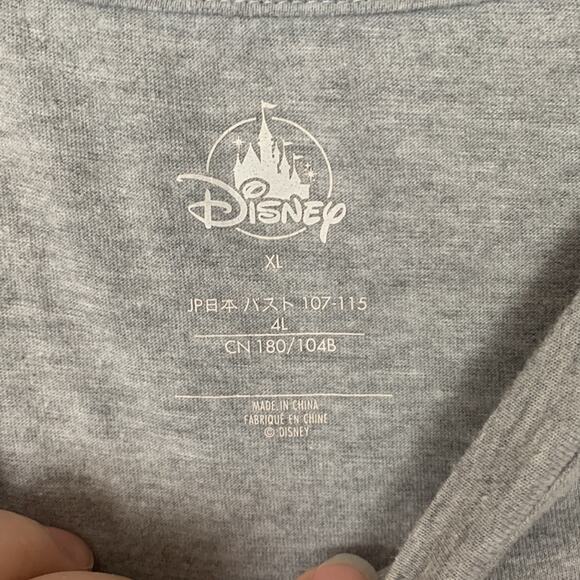 Disney
XL
JP日本 バスト 107-115
4L
CN 180/104B
MADE IN CHINA
FABRIQUÉ EN CHINE
© DISNEY